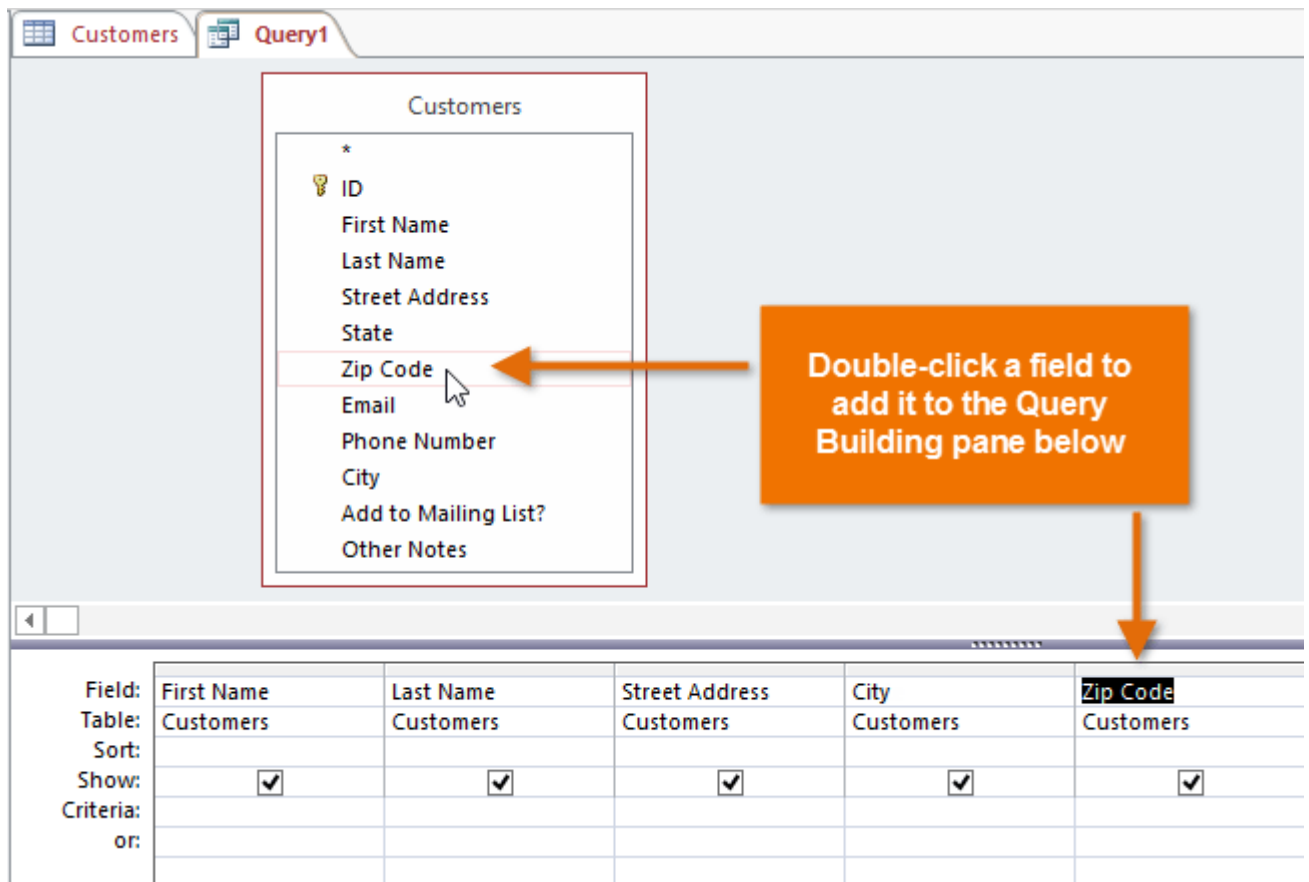 Customers Query1
Customers
*
ID
First Name
Last Name
Street Address
State
Zip Code
Email
Phone Number
City
Add to Mailing List?
Other Notes
Double-click a field to
add it to the Query
Building pane below
Field: First Name Last Name Street Address City Zip Code
Table: Customers Customers Customers Customers Customers
Sort:
Show:
Criteria:
or: